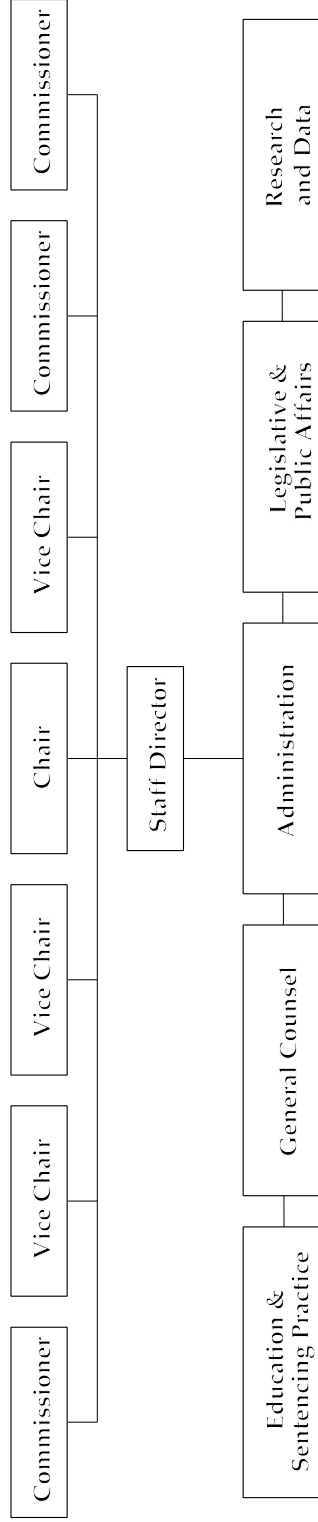 Commissioner
Vice Chair
Vice Chair
Chair
Vice Chair
Commissioner
Commissioner
Staff Director
Education &
Sentencing Practice
General Counsel
Administration
Legislative &
Public Affairs
Research
and Data